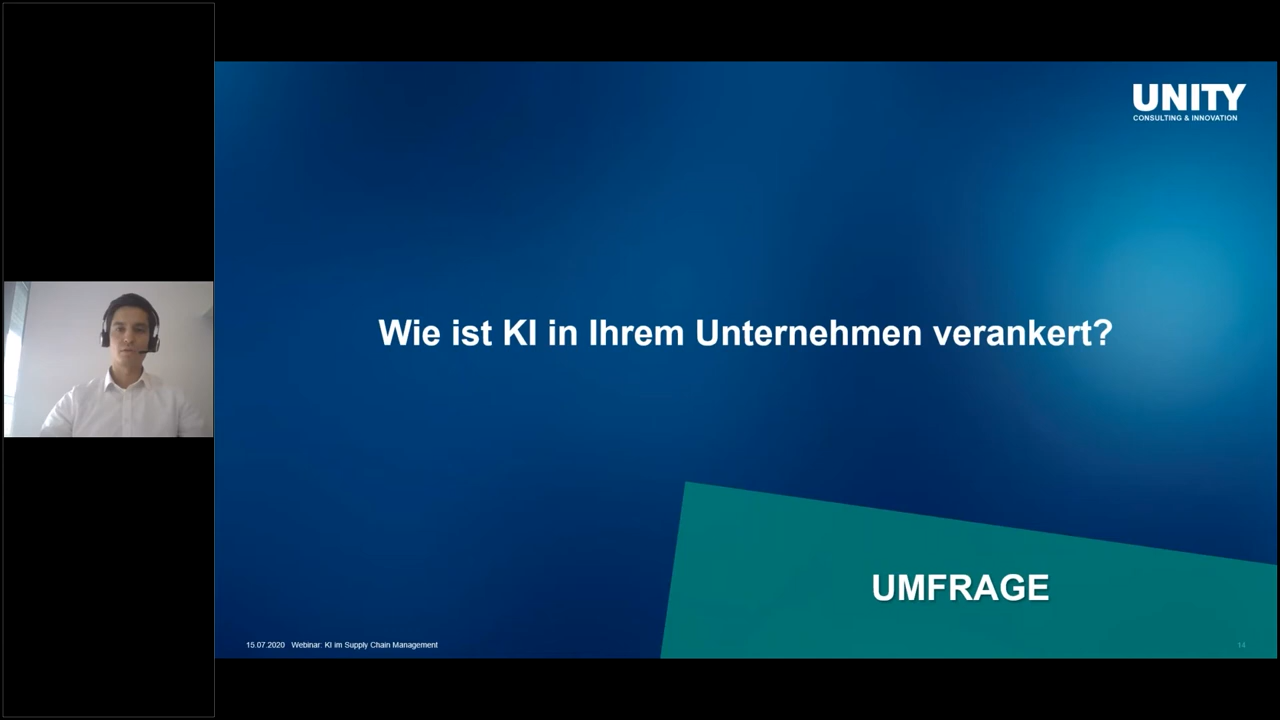 UNITY
CONSULTING & INNOVATION
Wie ist KI in Ihrem Unternehmen verankert?
UMFRAGE
15.07.2020 Webinar: KI im Supply Chain Management
14